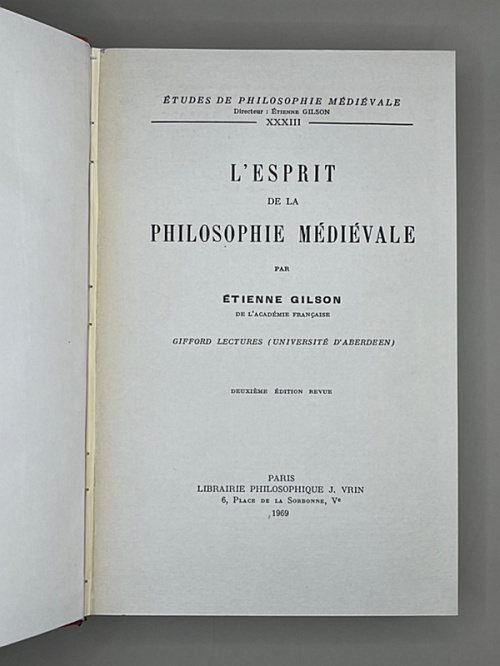 ÉTUDES DE PHILOSOPHIE MÉDIÉVALE
Directeur : Étienne GILSON
XXXIII
L'ESPRIT
DE LA
PHILOSOPHIE MÉDIÉVALE
PAR
ÉTIENNE GILSON
DE L'ACADÉMIE FRANÇAISE
GIFFORD LECTURES (UNIVERSITÉ D'ABERDEEN)
DEUXIÈME ÉDITION REVUE
PARIS
LIBRAIRIE PHILOSOPHIQUE J. VRIN
6, Place de la Sorbonne, Ve
1969